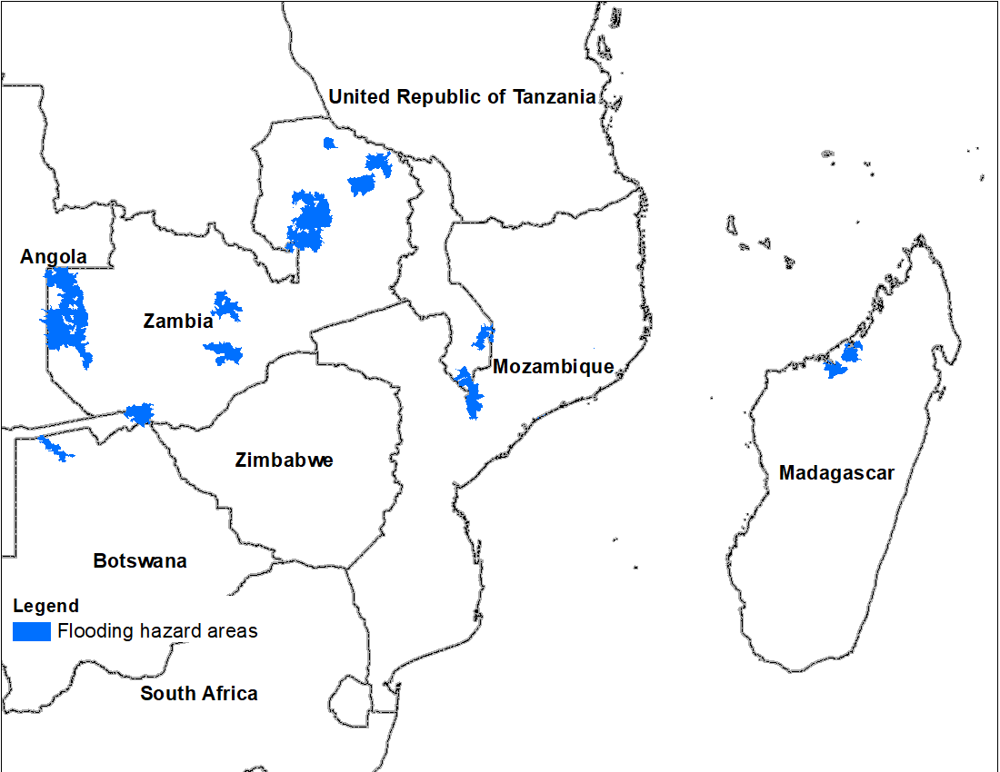 United Republic of Tanzania
Angola
Zambia
Mozambique
Zimbabwe
Madagascar
Botswana
Legend
Flooding hazard areas
South Africa